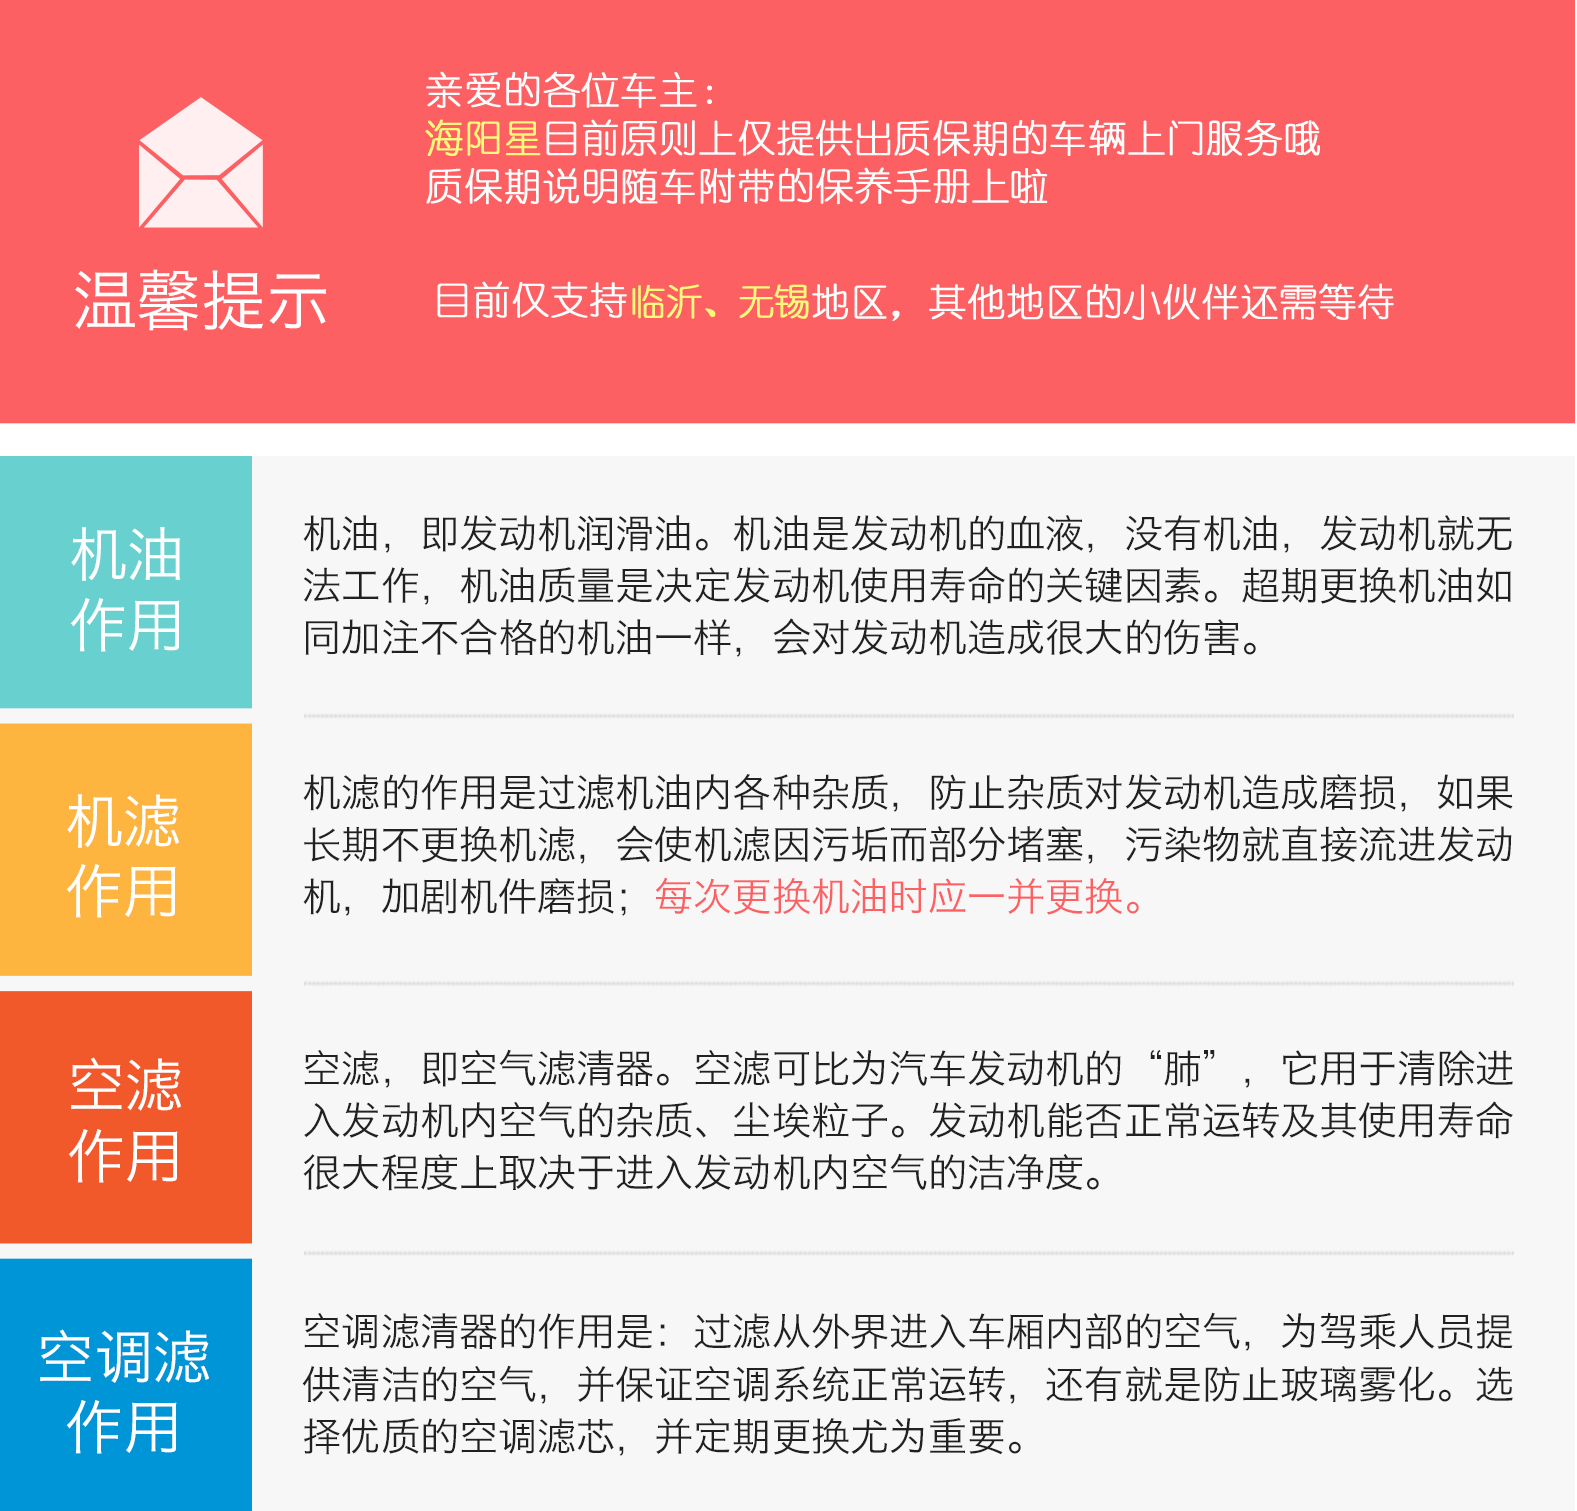 亲爱的各位车主：
海阳星目前原则上仅提供出质保期的车辆上门服务哦
质保期说明随车附带的保养手册上啦
温馨提示
目前仅支持临沂、无锡地区，其他地区的小伙伴还需等待
机油
作用
机油，即发动机润滑油。机油是发动机的血液，没有机油，发动机就无
法工作，机油质量是决定发动机使用寿命的关键因素。超期更换机油如
同加注不合格的机油一样，会对发动机造成很大的伤害。
机滤
作用
机滤的作用是过滤机油内各种杂质，防止杂质对发动机造成磨损，如果
长期不更换机滤，会使机滤因污垢而部分堵塞，污染物就直接流进发动
机，加剧机件磨损；每次更换机油时应一并更换。
空滤
作用
空滤，即空气滤清器。空滤可比为汽车发动机的“肺”，它用于清除进
入发动机内空气的杂质、尘埃粒子。发动机能否正常运转及其使用寿命
很大程度上取决于进入发动机内空气的洁净度。
空调滤
作用
空调滤清器的作用是：过滤从外界进入车厢内部的空气，为驾乘人员提
供清洁的空气，并保证空调系统正常运转，还有就是防止玻璃雾化。选
择优质的空调滤芯，并定期更换尤为重要。